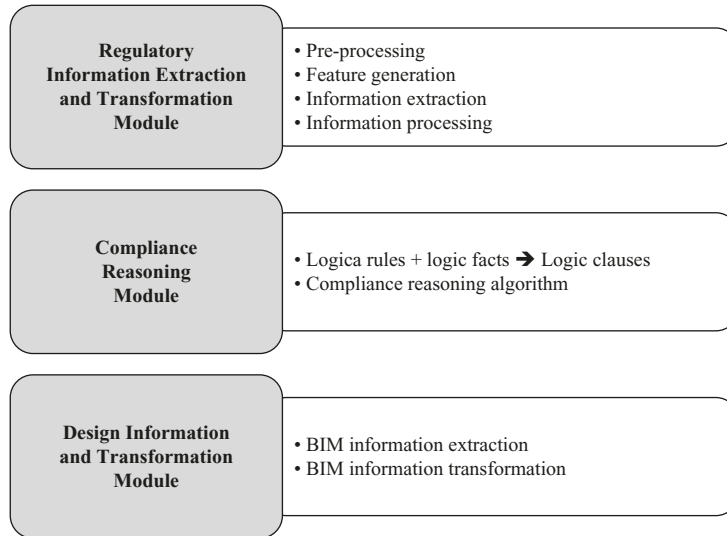 Regulatory
Information Extraction
and Transformation
Module
• Pre-processing
• Feature generation
• Information extraction
• Information processing
Compliance
Reasoning
Module
• Logica rules + logic facts ➔ Logic clauses
• Compliance reasoning algorithm
Design Information
and Transformation
Module
• BIM information extraction
• BIM information transformation